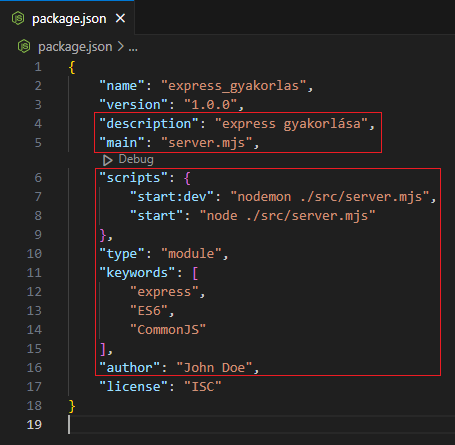 package.json ×
package.json > ...
1 {
2 "name": "express_gyakorlas",
3 "version": "1.0.0",
4 "description": "express gyakorlása",
5 "main": "server.mjs",
Debug
6 "scripts": {
7 "start:dev": "nodemon ./src/server.mjs",
8 "start": "node ./src/server.mjs"
9 },
10 "type": "module",
11 "keywords": [
12 "express",
13 "ES6",
14 "CommonJS"
15 ],
16 "author": "John Doe",
17 "license": "ISC"
18 }
19